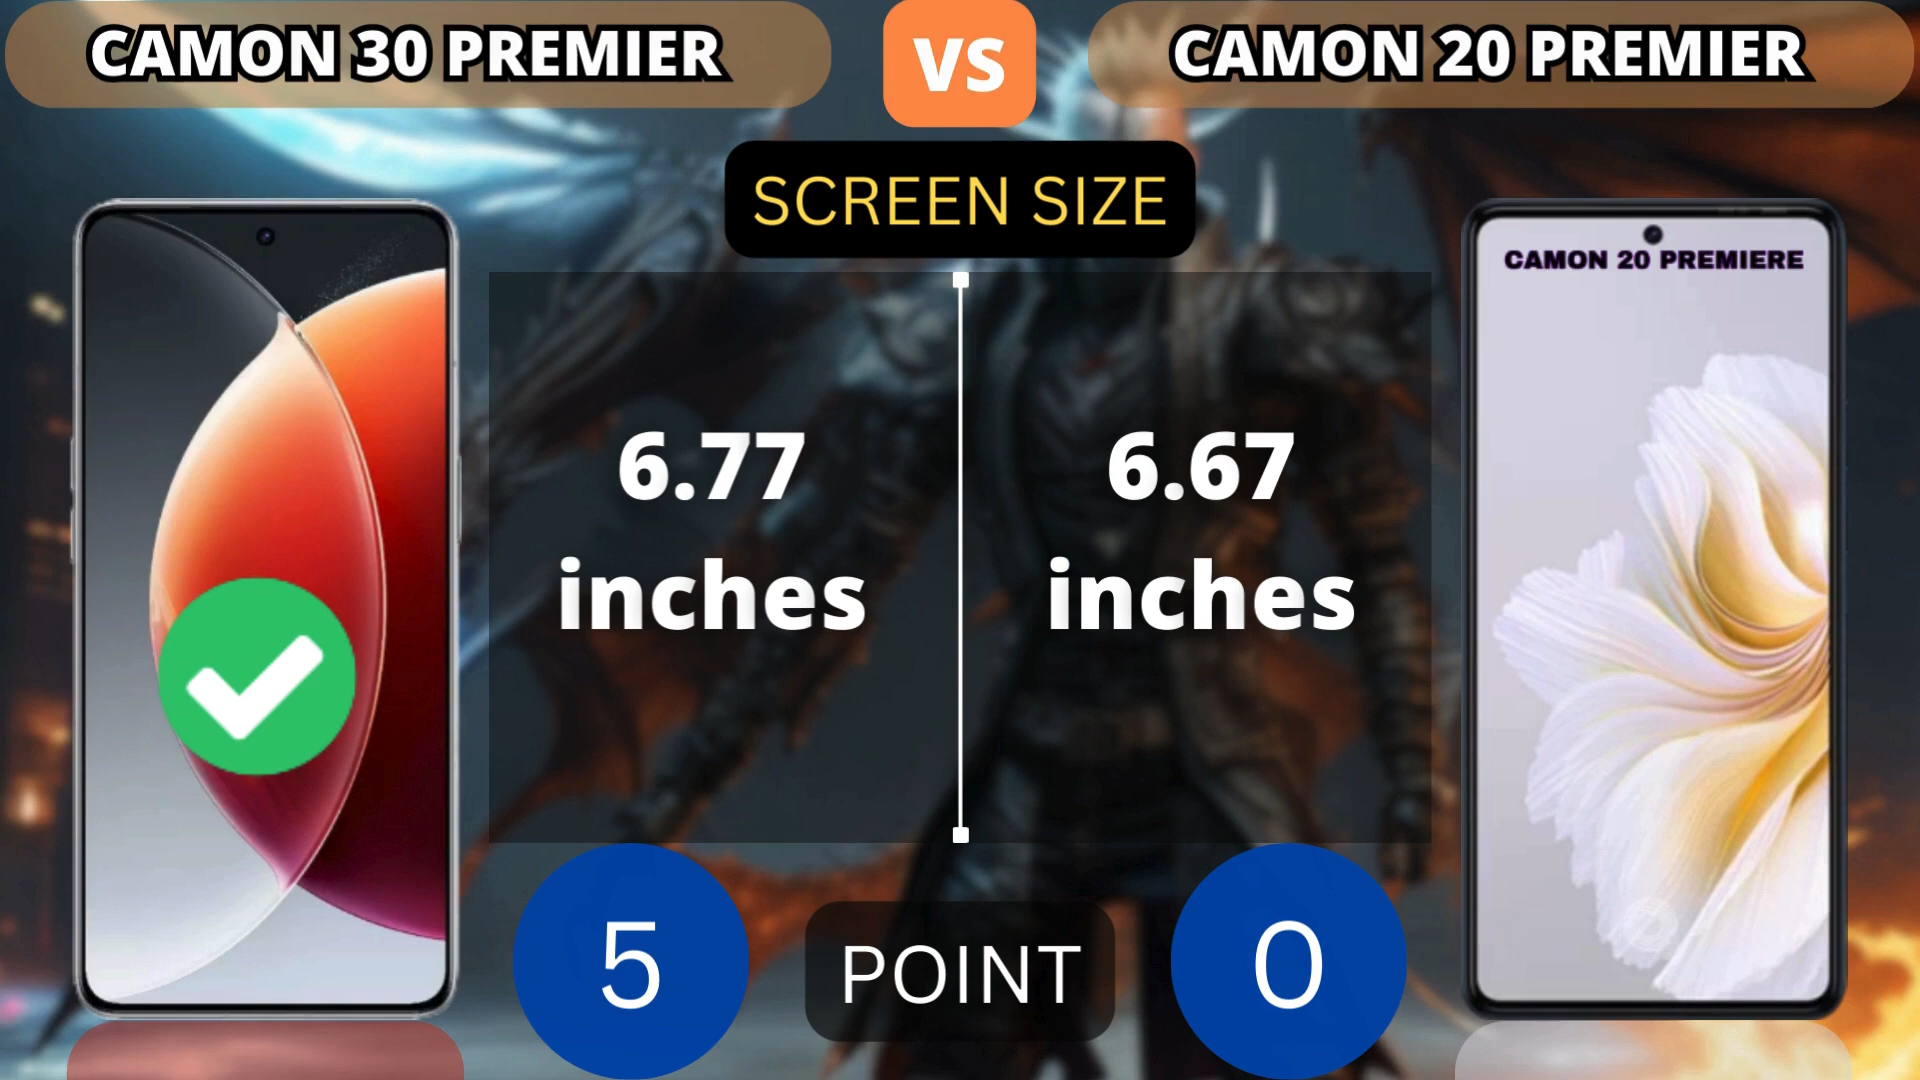 CAMON 30 PREMIER
VS
CAMON 20 PREMIER
SCREEN SIZE
CAMON 20 PREMIERE
6.77
inches
6.67
inches
5
POINT
0